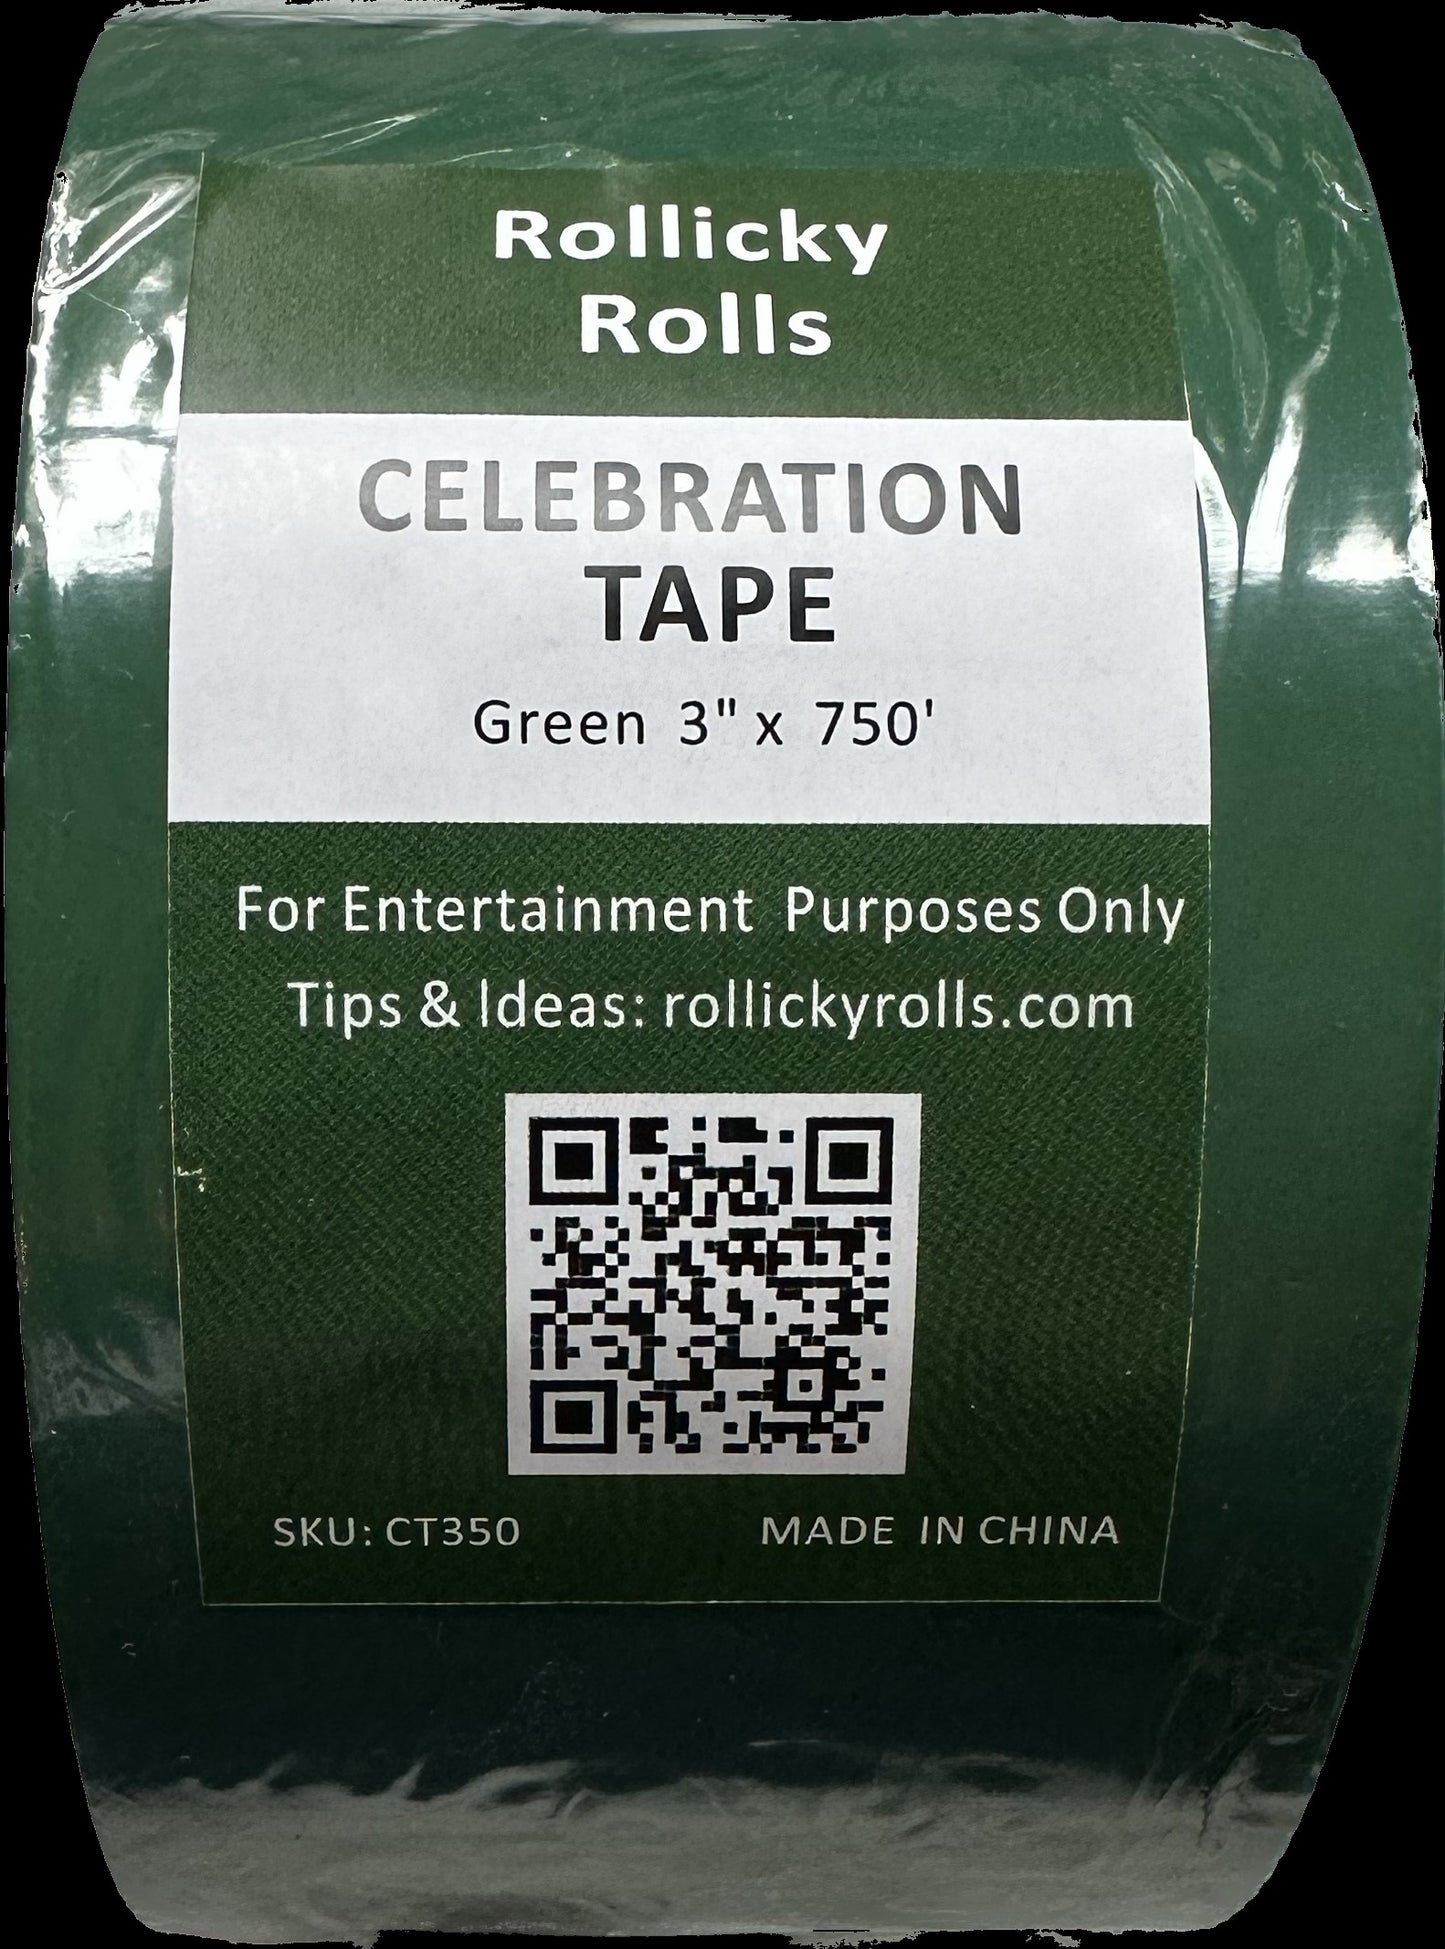 Rollicky
Rolls
CELEBRATION
TAPE
Green 3" x 750'
For Entertainment Purposes Only
Tips & Ideas: rollickyrolls.com
SKU: CT350
MADE IN CHINA